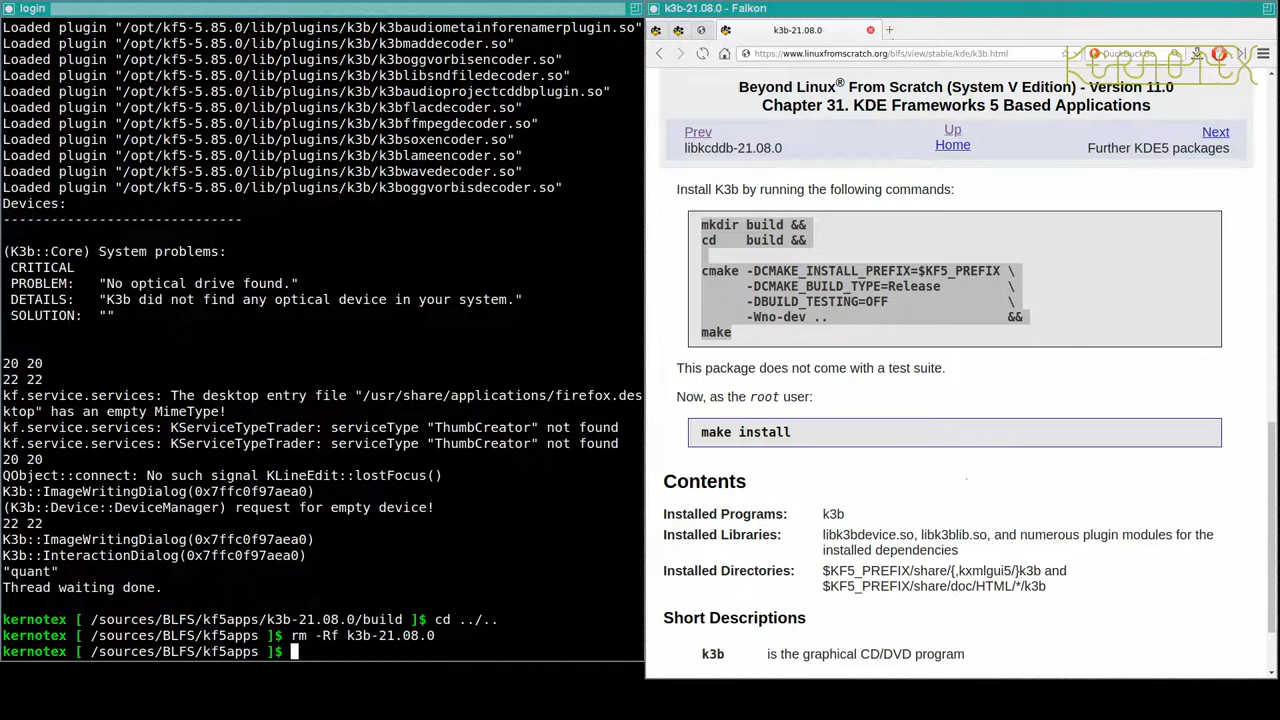 login
Loaded plugin "/opt/kf5-5.85.0/lib/plugins/k3b/k3baudiometainforenamerplugin.so"
Loaded plugin "/opt/kf5-5.85.0/lib/plugins/k3b/k3bmaddecoder.so"
Loaded plugin "/opt/kf5-5.85.0/lib/plugins/k3b/k3boggvorbisencoder.so"
Loaded plugin "/opt/kf5-5.85.0/lib/plugins/k3b/k3blibsndfiledecoder.so"
Loaded plugin "/opt/kf5-5.85.0/lib/plugins/k3b/k3baudioprojectcddbplugin.so"
Loaded plugin "/opt/kf5-5.85.0/lib/plugins/k3b/k3bflacdecoder.so"
Loaded plugin "/opt/kf5-5.85.0/lib/plugins/k3b/k3bffmpegdecoder.so"
Loaded plugin "/opt/kf5-5.85.0/lib/plugins/k3b/k3bsoxencoder.so"
Loaded plugin "/opt/kf5-5.85.0/lib/plugins/k3b/k3blameencoder.so"
Loaded plugin "/opt/kf5-5.85.0/lib/plugins/k3b/k3bwavedecoder.so"
Loaded plugin "/opt/kf5-5.85.0/lib/plugins/k3b/k3boggvorbisdecoder.so"
Devices:
------------------------------
(K3b::Core) System problems:
CRITICAL
PROBLEM:  "No optical drive found."
DETAILS:  "K3b did not find any optical device in your system."
SOLUTION:  ""
20 20
22 22
kf.service.services: The desktop entry file "/usr/share/applications/firefox.des
ktop" has an empty MimeType!
kf.service.services: KServiceTypeTrader: serviceType "ThumbCreator" not found
kf.service.services: KServiceTypeTrader: serviceType "ThumbCreator" not found
20 20
QObject::connect: No such signal KLineEdit::lostFocus()
K3b::ImageWritingDialog(0x7ffc0f97aea0)
(K3b::Device::DeviceManager) request for empty device!
22 22
K3b::ImageWritingDialog(0x7ffc0f97aea0)
K3b::InteractionDialog(0x7ffc0f97aea0)
"quant"
Thread waiting done.
kernotex [ /sources/BLFS/kf5apps/k3b-21.08.0/build ]$ cd ../..
kernotex [ /sources/BLFS/kf5apps ]$ rm -Rf k3b-21.08.0
kernotex [ /sources/BLFS/kf5apps ]$
k3b-21.08.0 - Falkon
k3b-21.08.0
https://www.linuxfromscratch.org/blfs/view/stable/kde/k3b.html
DuckDuckGo
KERNOTEX
Beyond Linux® From Scratch (System V Edition) - Version 11.0
Chapter 31. KDE Frameworks 5 Based Applications
Prev Up Next
libkcddb-21.08.0 Home Further KDE5 packages
Install K3b by running the following commands:
mkdir build &&
cd    build &&
cmake -DCMAKE_INSTALL_PREFIX=$KF5_PREFIX \
-DCMAKE_BUILD_TYPE=Release         \
-DBUILD_TESTING=OFF                \
-Wno-dev ..                        &&
make
This package does not come with a test suite.
Now, as the root user:
make install
Contents
Installed Programs: k3b
Installed Libraries: libk3bdevice.so, libk3blib.so, and numerous plugin modules for the
installed dependencies
Installed Directories: $KF5_PREFIX/share/{,kxmlgui5/}k3b and
$KF5_PREFIX/share/doc/HTML/*/k3b
Short Descriptions
k3b is the graphical CD/DVD program